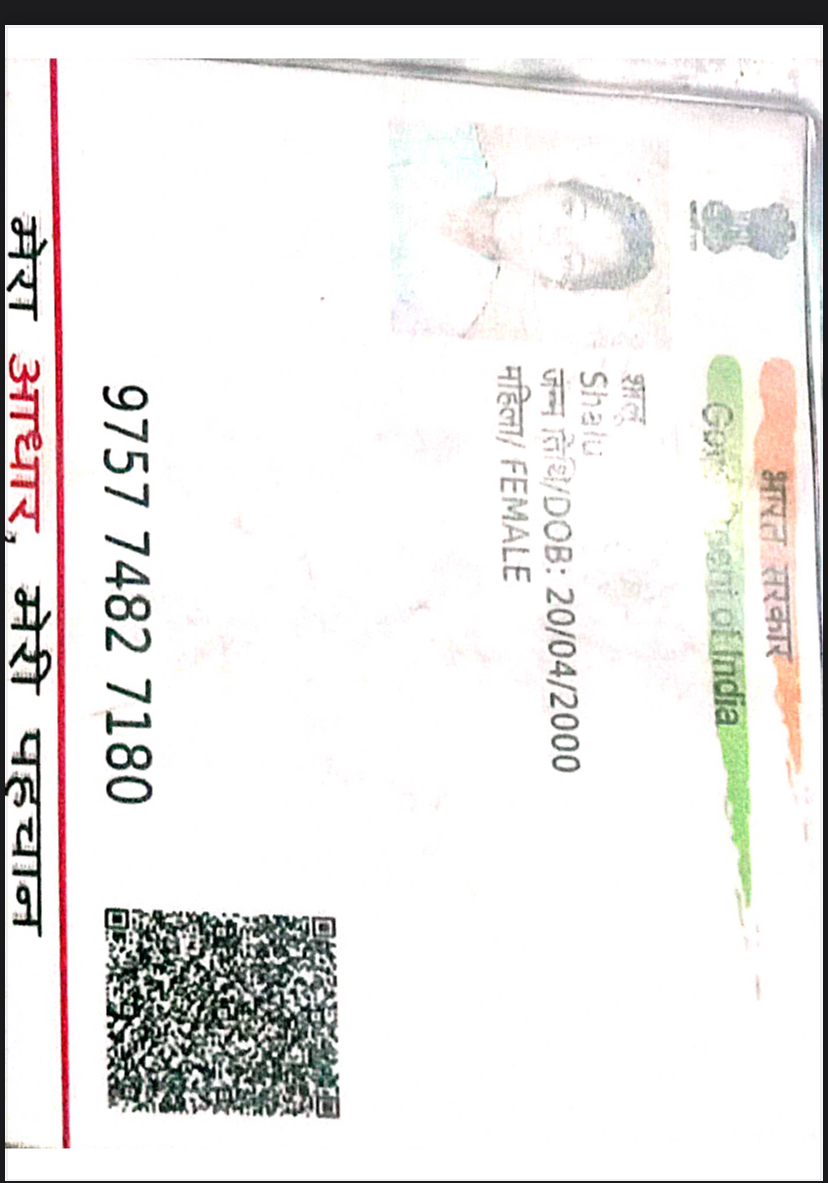 भारत सरकार
Government of India
शालू
Shalu
जन्म तिथि/DOB: 20/04/2000
महिला/ FEMALE
9757 7482 7180
मेरा आधार, मेरी पहचान